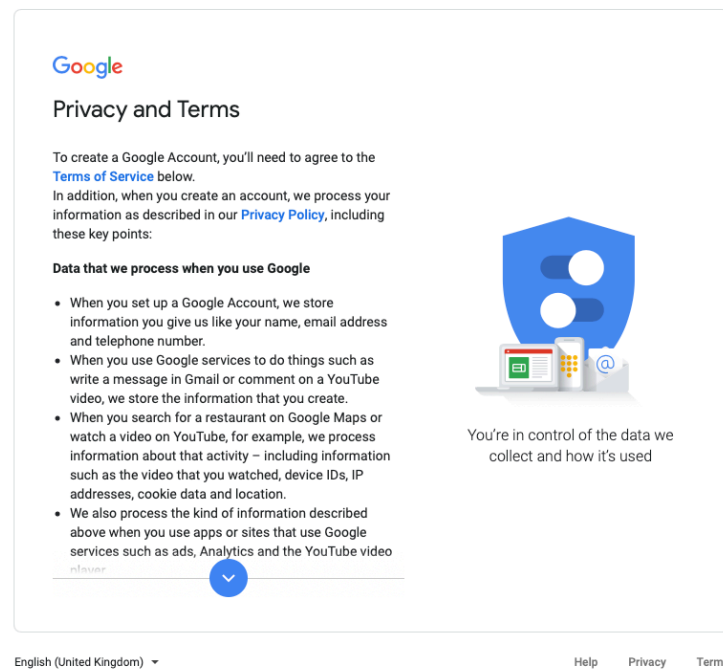 Google
Privacy and Terms
To create a Google Account, you'll need to agree to the
Terms of Service below.
In addition, when you create an account, we process your
information as described in our Privacy Policy, including
these key points:
Data that we process when you use Google
• When you set up a Google Account, we store
information you give us like your name, email address
and telephone number.
• When you use Google services to do things such as
write a message in Gmail or comment on a YouTube
video, we store the information that you create.
• When you search for a restaurant on Google Maps or
watch a video on YouTube, for example, we process
information about that activity – including information
such as the video that you watched, device IDs, IP
addresses, cookie data and location.
• We also process the kind of information described
above when you use apps or sites that use Google
services such as ads, Analytics and the YouTube video
player
@
You're in control of the data we
collect and how it's used
English (United Kingdom)
Help Privacy Term